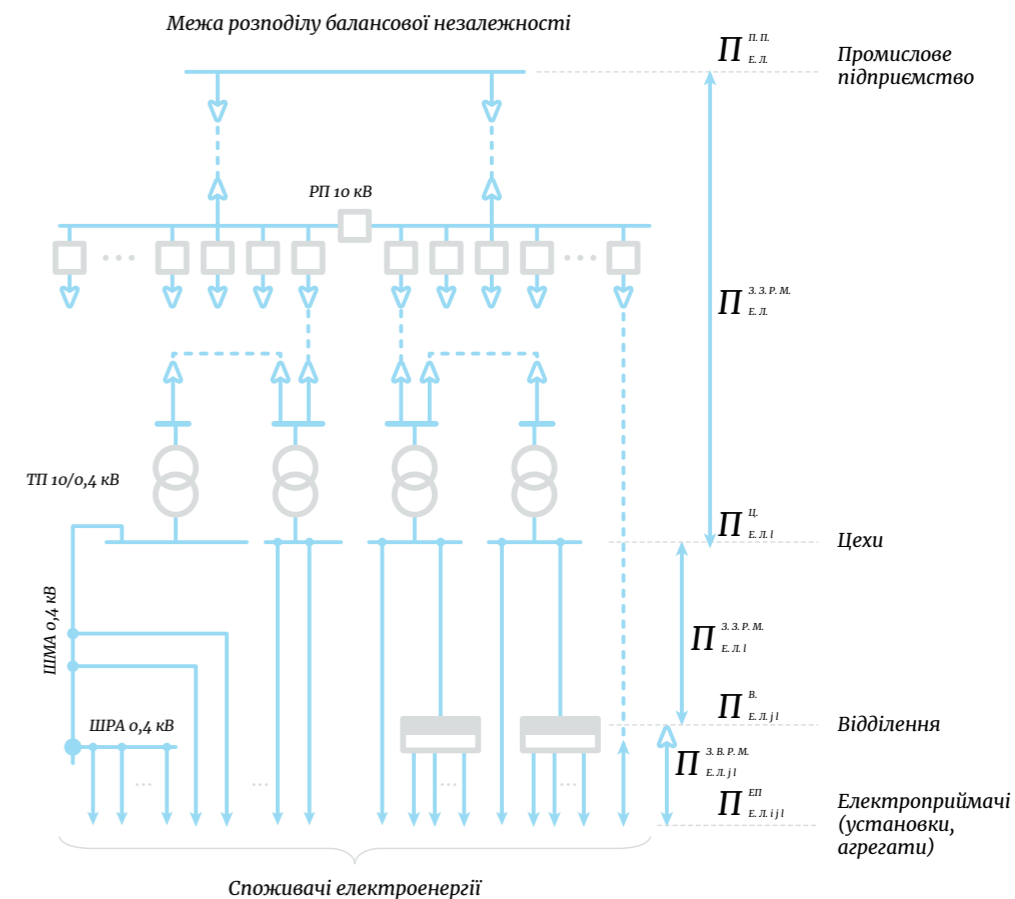 Межа розподілу балансової незалежності
П П. П. Е. Л.
Промислове
підприємство
РП 10 кВ
П З. З. Р. М. Е. Л.
ТП 10/0,4 кВ
П Ц. Е. Л. l
Цехи
ШМА 0,4 кВ
П З. З. Р. М. Е. Л. l
П В. Е. Л. j l
Відділення
ШРА 0,4 кВ
П З. В. Р. М. Е. Л. j l
П ЕП Е. Л. i j l
Електроприймачі
(установки,
агрегати)
Споживачі електроенергії